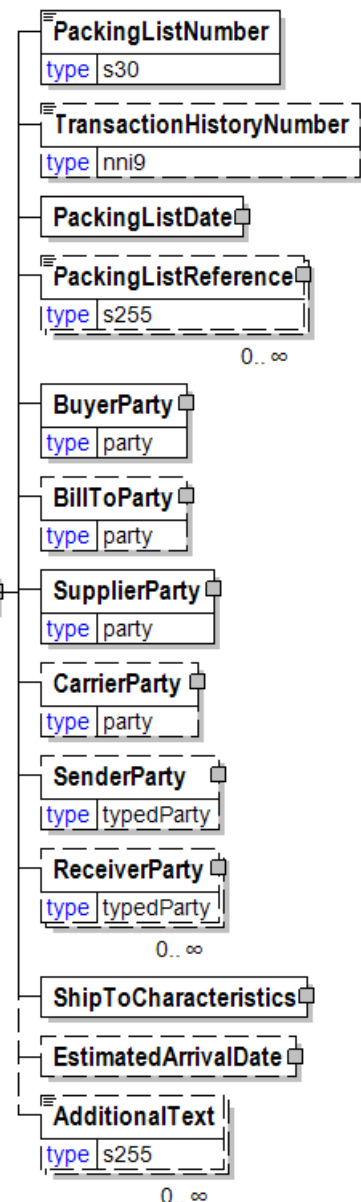 PackingListNumber
type s30
TransactionHistoryNumber
type nni9
PackingListDate
PackingListReference
type s255
0.. ∞
BuyerParty
type party
BillToParty
type party
SupplierParty
type party
CarrierParty
type party
SenderParty
type typedParty
ReceiverParty
type typedParty
0.. ∞
ShipToCharacteristics
EstimatedArrivalDate
AdditionalText
type s255
0.. ∞